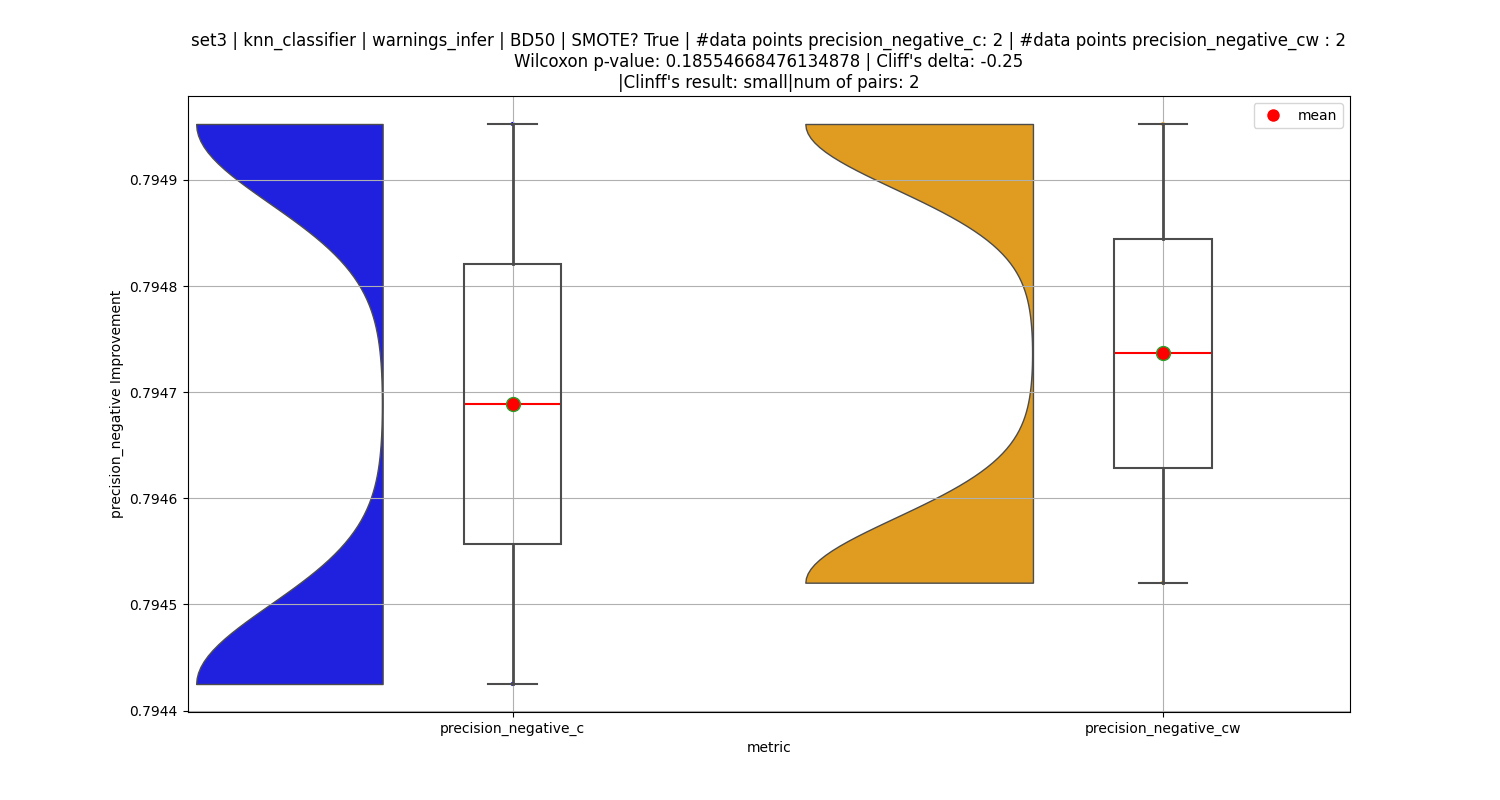 set3 | knn_classifier | warnings_infer | BD50 | SMOTE? True | #data points precision_negative_c: 2 | #data points precision_negative_cw : 2
Wilcoxon p-value: 0.18554668476134878 | Cliff's delta: -0.25
|Clinff's result: small|num of pairs: 2
mean
0.7949
0.7948
0.7947
0.7946
0.7945
0.7944
precision_negative Improvement
precision_negative_c
precision_negative_cw
metric